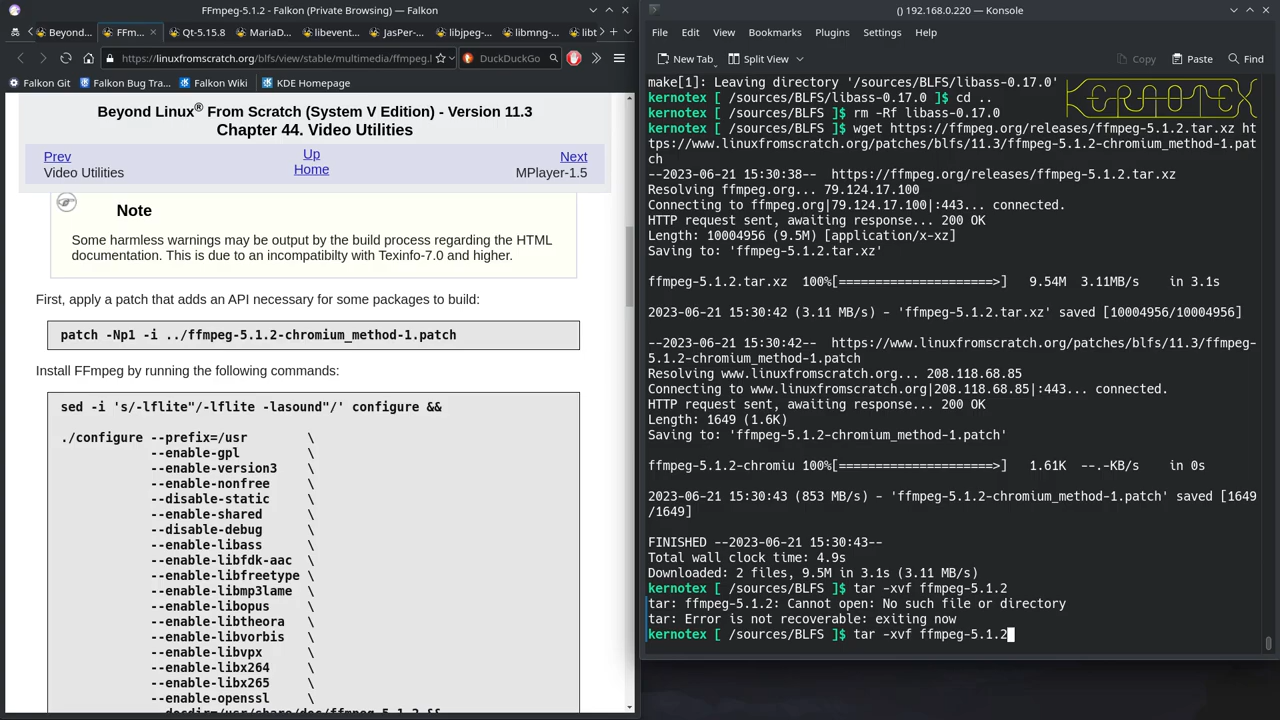 FFmpeg-5.1.2 - Falkon (Private Browsing) — Falkon
Beyond...
FFm...
Qt-5.15.8
MariaD...
libevent...
JasPer-...
libjpeg-...
libmng-...
libt
https://linuxfromscratch.org/blfs/view/stable/multimedia/ffmpeg.l
DuckDuckGo
Falkon Git
Falkon Bug Tra...
Falkon Wiki
KDE Homepage
Beyond Linux® From Scratch (System V Edition) - Version 11.3
Chapter 44. Video Utilities
Prev
Up
Next
Video Utilities
Home
MPlayer-1.5
Note
Some harmless warnings may be output by the build process regarding the HTML
documentation. This is due to an incompatibilty with Texinfo-7.0 and higher.
First, apply a patch that adds an API necessary for some packages to build:
patch -Np1 -i ../ffmpeg-5.1.2-chromium_method-1.patch
Install FFmpeg by running the following commands:
sed -i 's/-lflite"/-lflite -lasound"/' configure &&
./configure --prefix=/usr \
--enable-gpl \
--enable-version3 \
--enable-nonfree \
--disable-static \
--enable-shared \
--disable-debug \
--enable-libass \
--enable-libfdk-aac \
--enable-libfreetype \
--enable-libmp3lame \
--enable-libopus \
--enable-libtheora \
--enable-libvorbis \
--enable-libvpx \
--enable-libx264 \
--enable-libx265 \
--enable-openssl \
--docdir=/usr/share/doc/ffmpeg-5.1.2 &&
() 192.168.0.220 — Konsole
File Edit View Bookmarks Plugins Settings Help
New Tab
Split View
Copy
Paste
Find
KERNOTEX
make[1]: Leaving directory '/sources/BLFS/libass-0.17.0'
kernotex [ /sources/BLFS/libass-0.17.0 ]$ cd ..
kernotex [ /sources/BLFS ]$ rm -Rf libass-0.17.0
kernotex [ /sources/BLFS ]$ wget https://ffmpeg.org/releases/ffmpeg-5.1.2.tar.xz ht
tps://www.linuxfromscratch.org/patches/blfs/11.3/ffmpeg-5.1.2-chromium_method-1.pat
ch
--2023-06-21 15:30:38--  https://ffmpeg.org/releases/ffmpeg-5.1.2.tar.xz
Resolving ffmpeg.org... 79.124.17.100
Connecting to ffmpeg.org|79.124.17.100|:443... connected.
HTTP request sent, awaiting response... 200 OK
Length: 10004956 (9.5M) [application/x-xz]
Saving to: 'ffmpeg-5.1.2.tar.xz'
ffmpeg-5.1.2.tar.xz  100%[=====================>]   9.54M  3.11MB/s    in 3.1s
2023-06-21 15:30:42 (3.11 MB/s) - 'ffmpeg-5.1.2.tar.xz' saved [10004956/10004956]
--2023-06-21 15:30:42--  https://www.linuxfromscratch.org/patches/blfs/11.3/ffmpeg-
5.1.2-chromium_method-1.patch
Resolving www.linuxfromscratch.org... 208.118.68.85
Connecting to www.linuxfromscratch.org|208.118.68.85|:443... connected.
HTTP request sent, awaiting response... 200 OK
Length: 1649 (1.6K)
Saving to: 'ffmpeg-5.1.2-chromium_method-1.patch'
ffmpeg-5.1.2-chromiu 100%[=====================>]   1.61K  --.-KB/s    in 0s
2023-06-21 15:30:43 (853 MB/s) - 'ffmpeg-5.1.2-chromium_method-1.patch' saved [1649
/1649]
FINISHED --2023-06-21 15:30:43--
Total wall clock time: 4.9s
Downloaded: 2 files, 9.5M in 3.1s (3.11 MB/s)
kernotex [ /sources/BLFS ]$ tar -xvf ffmpeg-5.1.2
tar: ffmpeg-5.1.2: Cannot open: No such file or directory
tar: Error is not recoverable: exiting now
kernotex [ /sources/BLFS ]$ tar -xvf ffmpeg-5.1.2